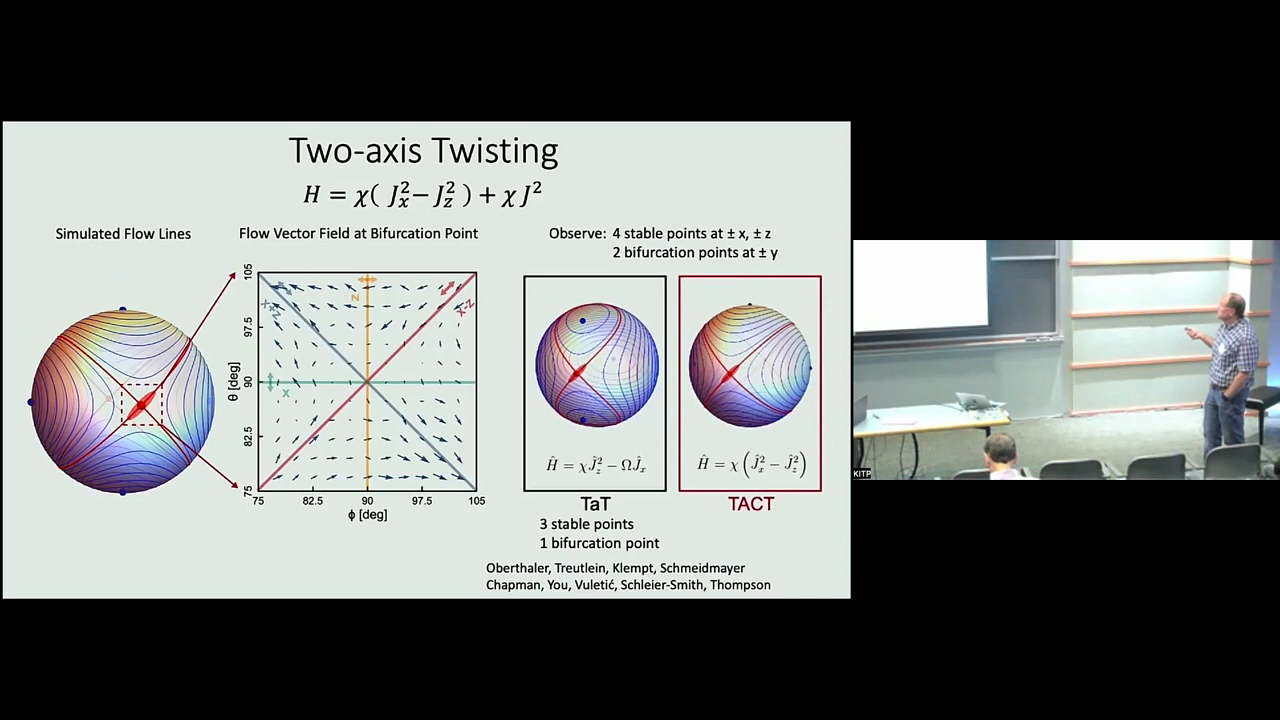 Two-axis Twisting
H = χ( J_x^2 − J_z^2 ) + χ J^2
Simulated Flow Lines
Flow Vector Field at Bifurcation Point
Observe: 4 stable points at ± x, ± z
2 bifurcation points at ± y
105
97.5
90
82.5
75
θ [deg]
x+z
z
x-z
x
75
82.5
90
97.5
105
ϕ [deg]
Ĥ = χĴ_z^2 − ΩĴ_x
Ĥ = χ(Ĵ_x^2 − Ĵ_z^2)
TaT
TACT
3 stable points
1 bifurcation point
Oberthaler, Treutlein, Klempt, Schmeidmayer
Chapman, You, Vuletić, Schleier-Smith, Thompson
KITP